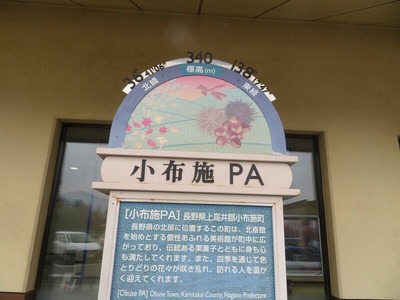 36°41'06"
340
138°
北緯
標高(m)
東経
小布施 PA
[小布施PA] 長野県上高井郡小布施町
長野県の北部に位置するこの町は、北斎館
を始めとする個性あふれる美術館が町中に広
がっており、伝統ある栗菓子とともに身も心
も満たしてくれます。また、四季を通じて色
とりどりの花々が咲き乱れ、訪れる人を温か
く迎えてくれます。
[Obuse PA] Obuse Town, Kamitakai County, Nagano Prefecture